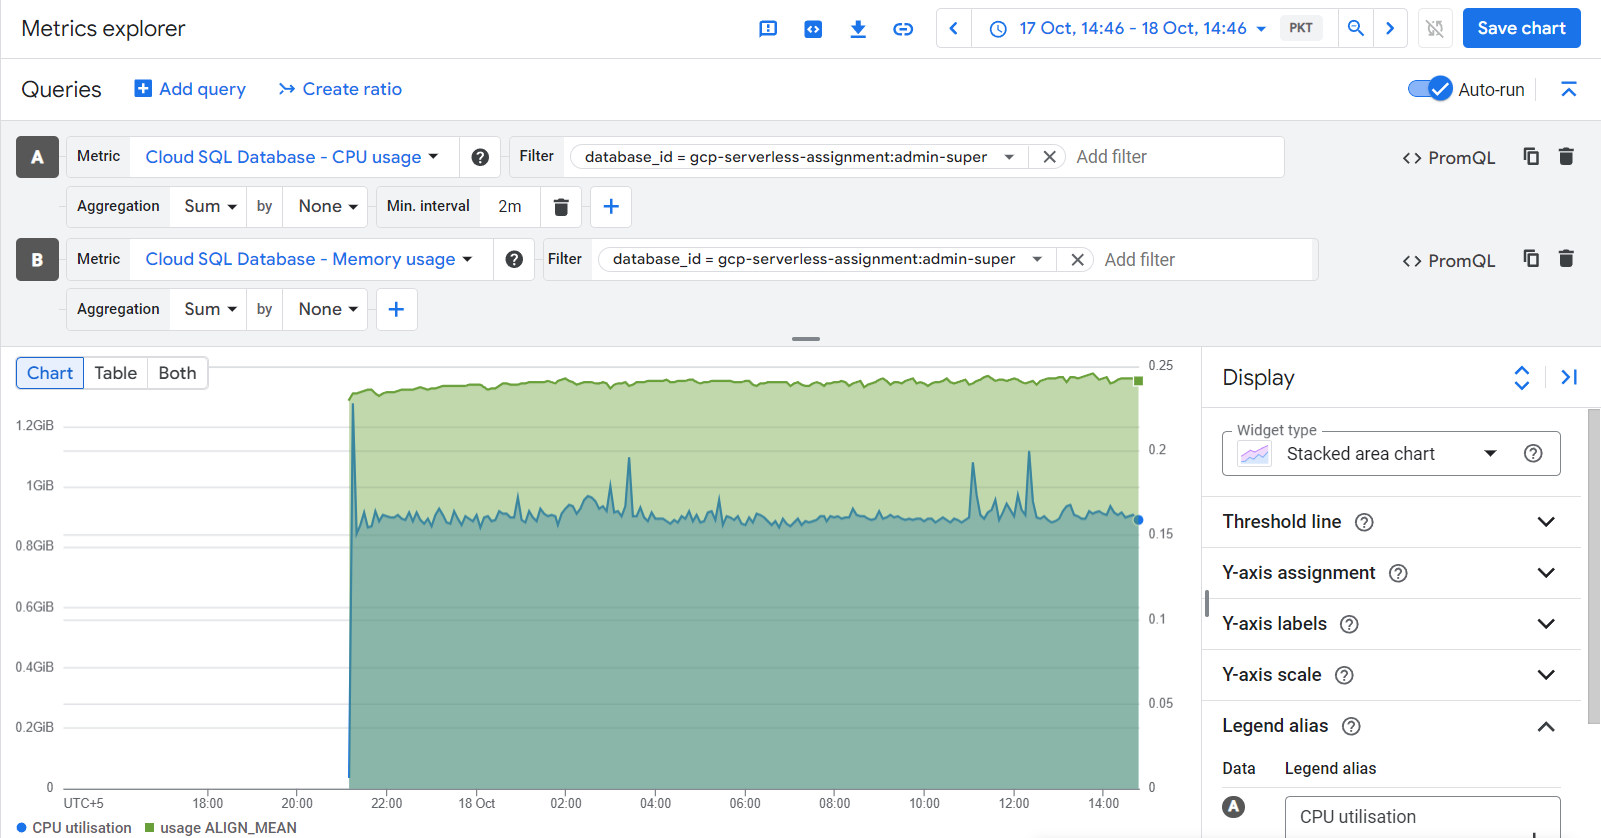 Metrics explorer
17 Oct, 14:46 - 18 Oct, 14:46 PKT
Save chart
Queries
Add query
Create ratio
Auto-run
A Metric Cloud SQL Database - CPU usage Filter database_id = gcp-serverless-assignment:admin-super Add filter PromQL
Aggregation Sum by None Min. interval 2m
B Metric Cloud SQL Database - Memory usage Filter database_id = gcp-serverless-assignment:admin-super Add filter PromQL
Aggregation Sum by None
Chart Table Both
1.2GiB
1GiB
0.8GiB
0.6GiB
0.4GiB
0.2GiB
0
0.25
0.2
0.15
0.1
0.05
0
UTC+5 18:00 20:00 22:00 18 Oct 02:00 04:00 06:00 08:00 10:00 12:00 14:00
CPU utilisation usage ALIGN_MEAN
Display
Widget type
Stacked area chart
Threshold line
Y-axis assignment
Y-axis labels
Y-axis scale
Legend alias
Data Legend alias
A CPU utilisation